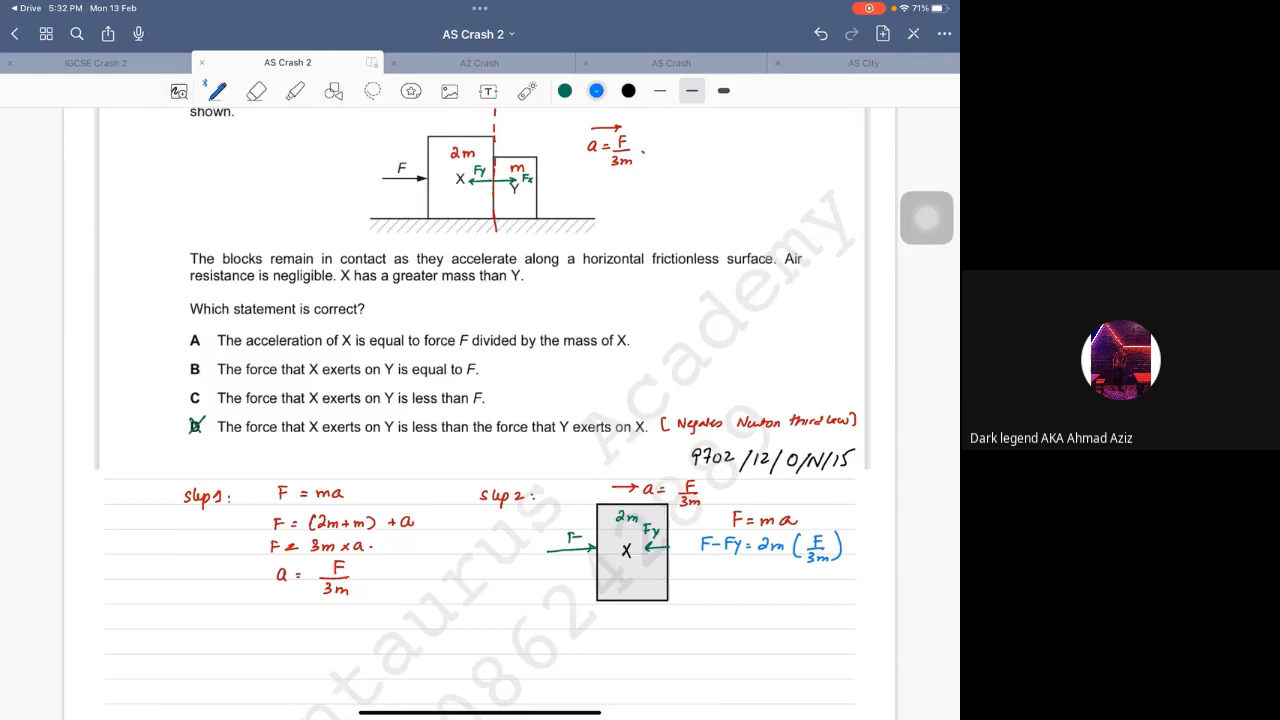 Drive 5:32 PM Mon 13 Feb
71%
AS Crash 2
IGCSE Crash 2
AS Crash 2
A2 Crash
AS Crash
AS City
T
shown.
a = F/3m
2m
F
Fy
m
Fx
X
Y
The blocks remain in contact as they accelerate along a horizontal frictionless surface. Air
resistance is negligible. X has a greater mass than Y.
Which statement is correct?
A The acceleration of X is equal to force F divided by the mass of X.
B The force that X exerts on Y is equal to F.
C The force that X exerts on Y is less than F.
D The force that X exerts on Y is less than the force that Y exerts on X. [Negates Newton third law]
9702/12/O/N/15
Step 1: F = ma
F = (2m+m) + a
F = 3m x a.
a = F/3m
Step 2: → a = F/3m
2m
Fy
F
X
F = ma
F-Fy = 2m (F/3m)
Dark legend AKA Ahmad Aziz
ntaurus Academy
08624 2889